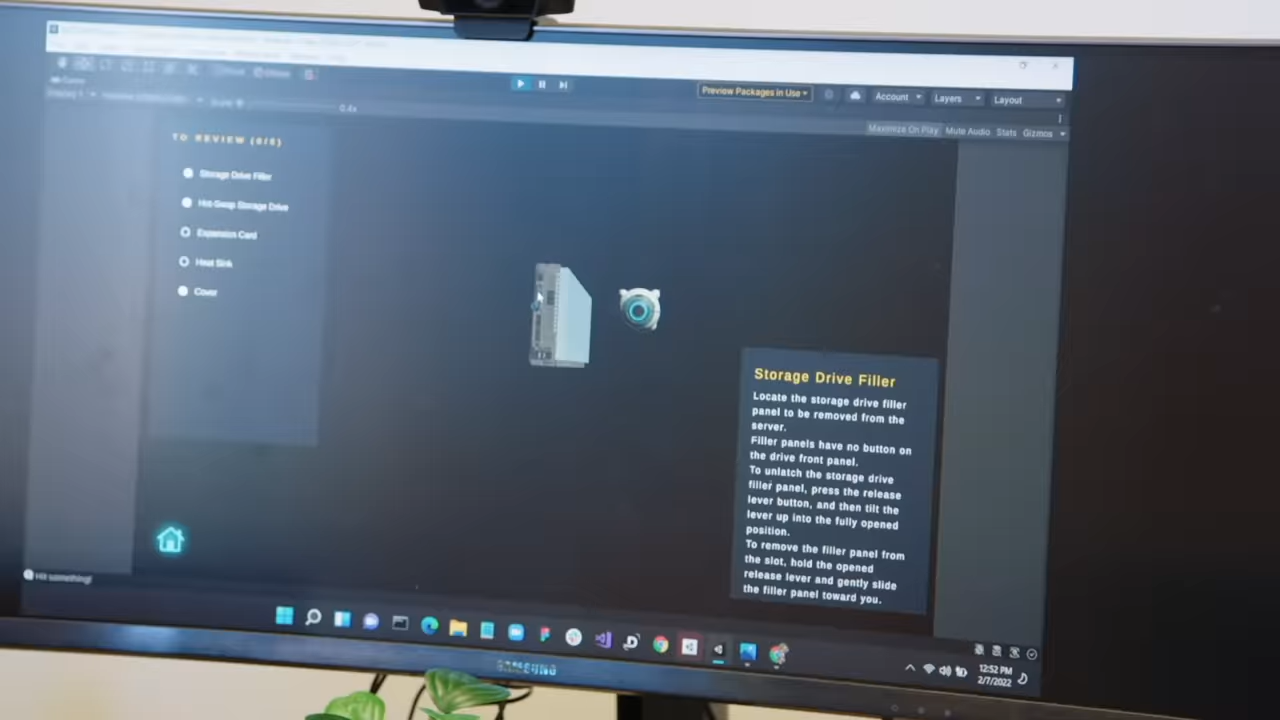 Preview Packages in Use
Account
Layers
Layout
0.4x
Maximize On Play
Mute Audio
Stats
Gizmos
TO REVIEW (0/6)
Storage Drive Filler
Hot-Swap Storage Drive
Expansion Card
Heat Sink
Cover
Storage Drive Filler
Locate the storage drive filler
panel to be removed from the
server.
Filler panels have no button on
the drive front panel.
To unlatch the storage drive
filler panel, press the release
lever button, and then tilt the
lever up into the fully opened
position.
To remove the filler panel from
the slot, hold the opened
release lever and gently slide
the filler panel toward you.
Hit something!
12:52 PM
2/7/2022
SAMSUNG